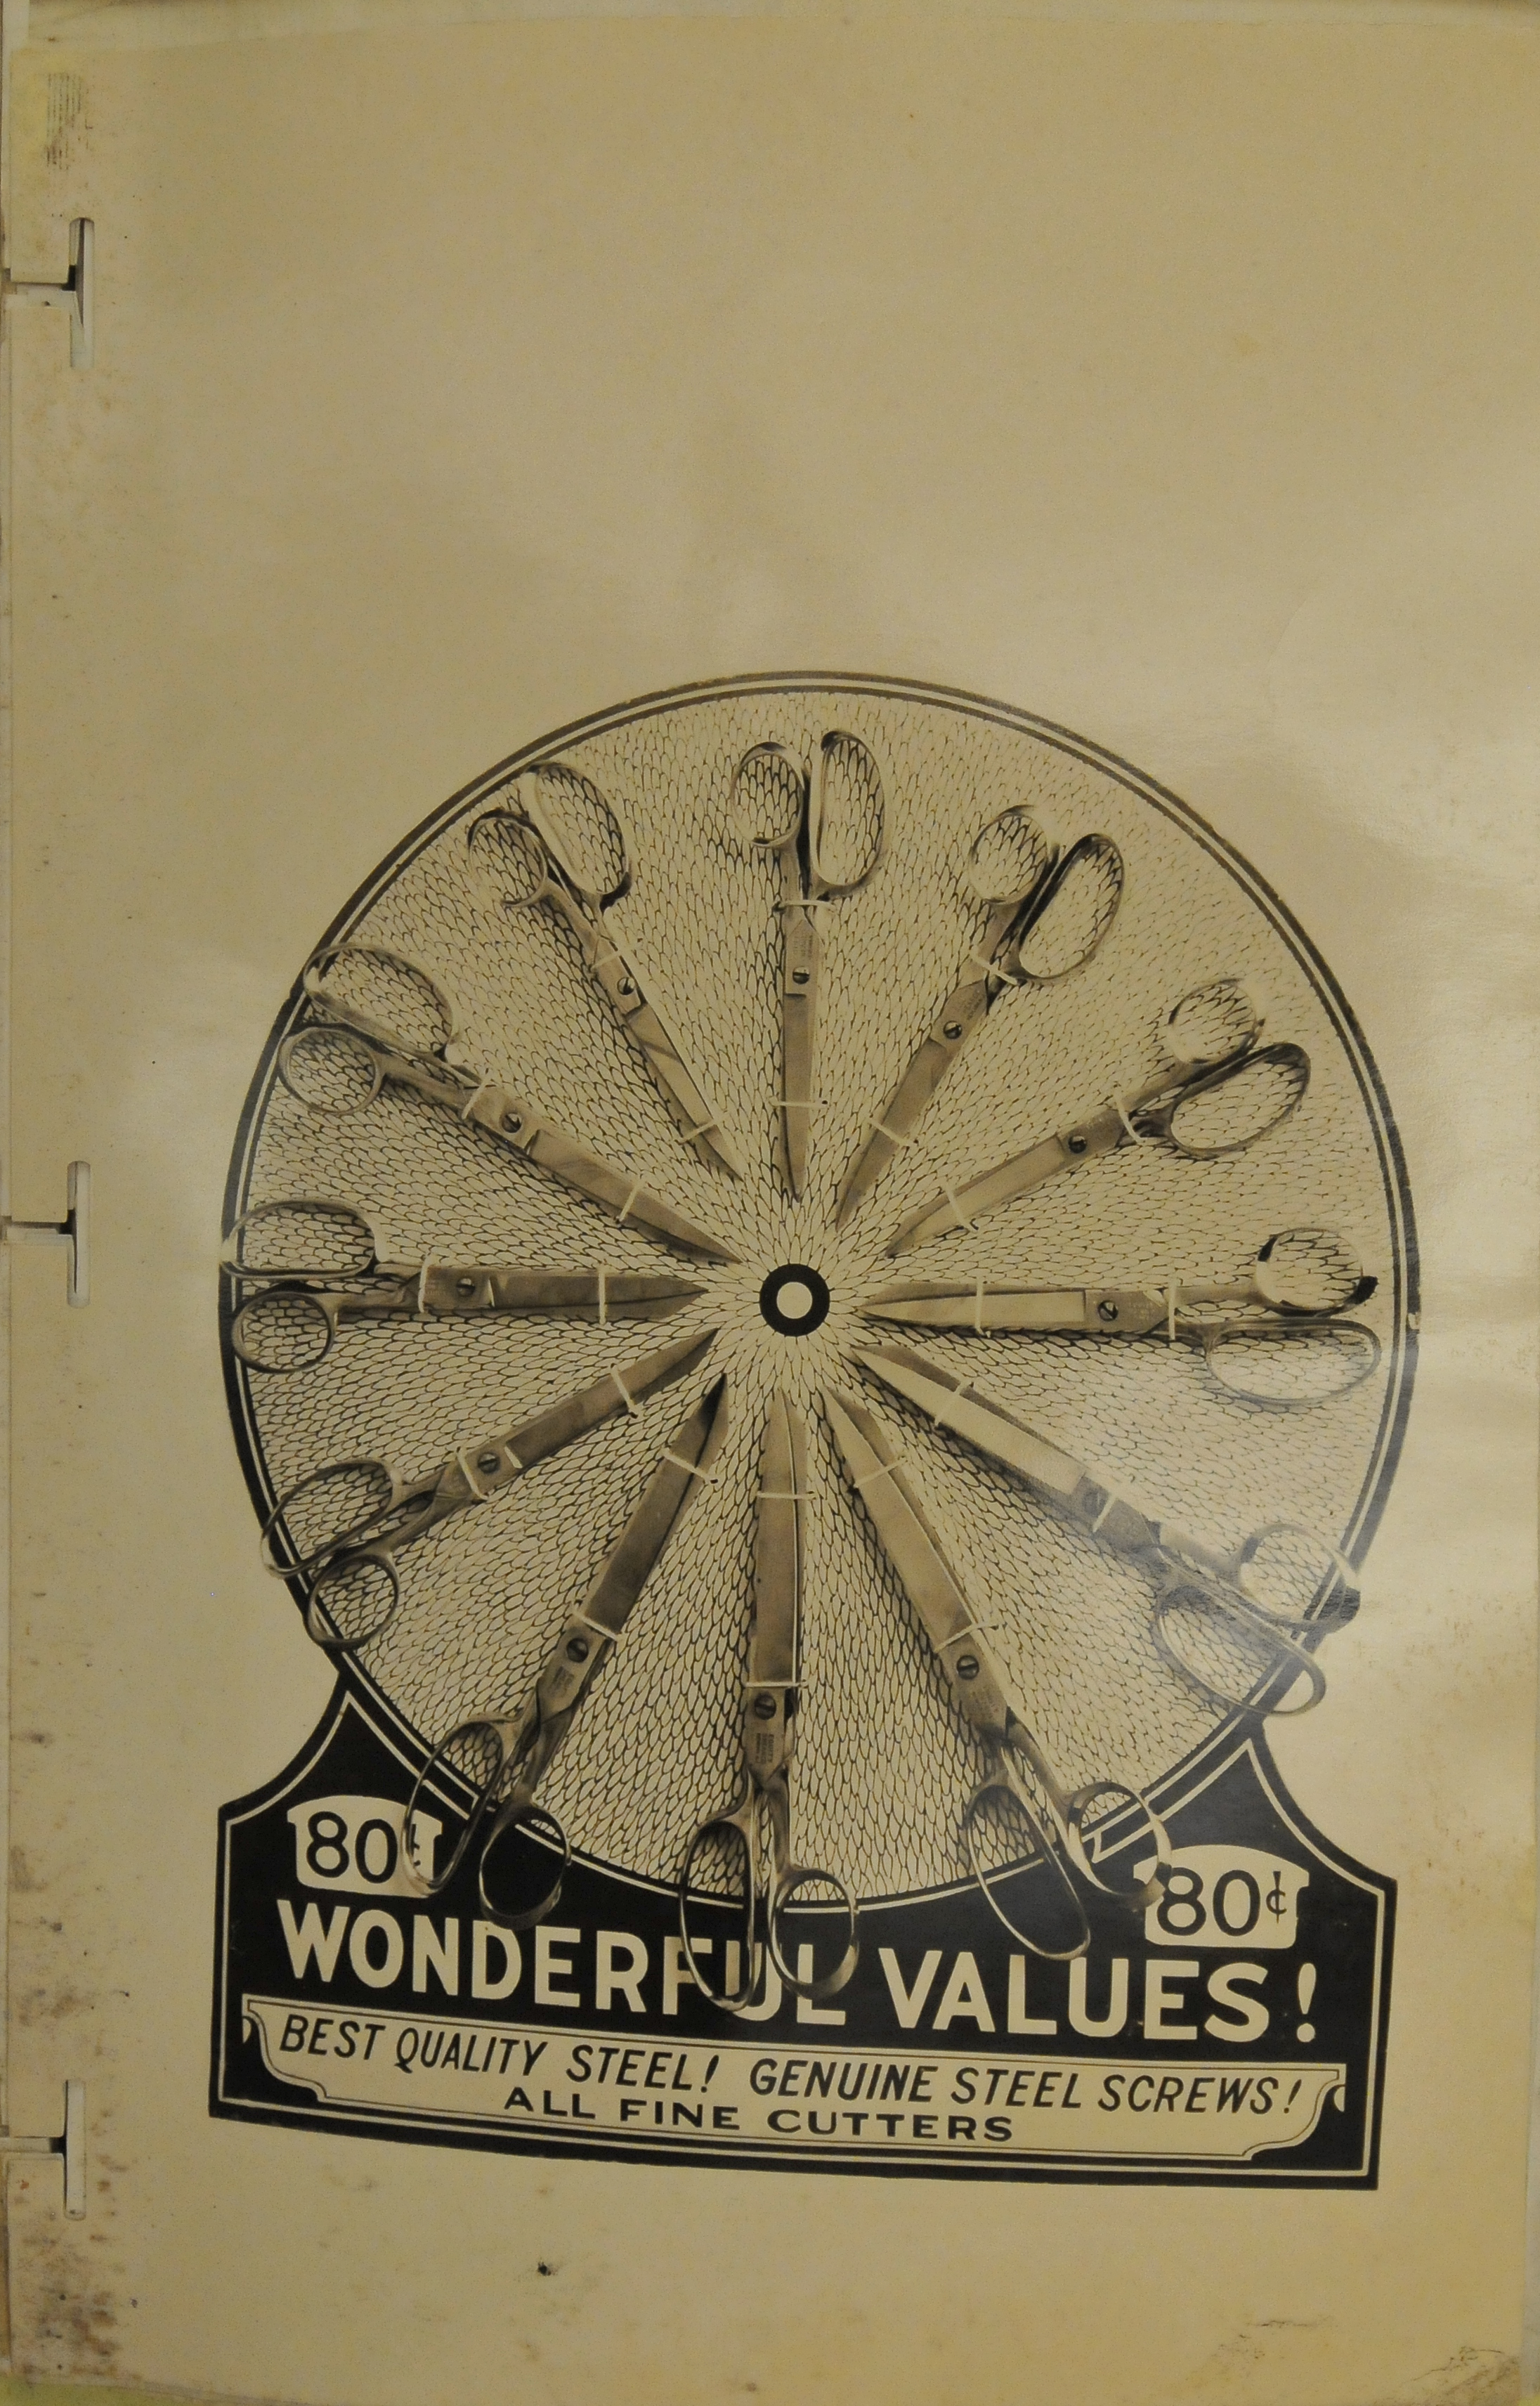 80¢ 80¢
WONDERFUL VALUES!
BEST QUALITY STEEL! GENUINE STEEL SCREWS!
ALL FINE CUTTERS